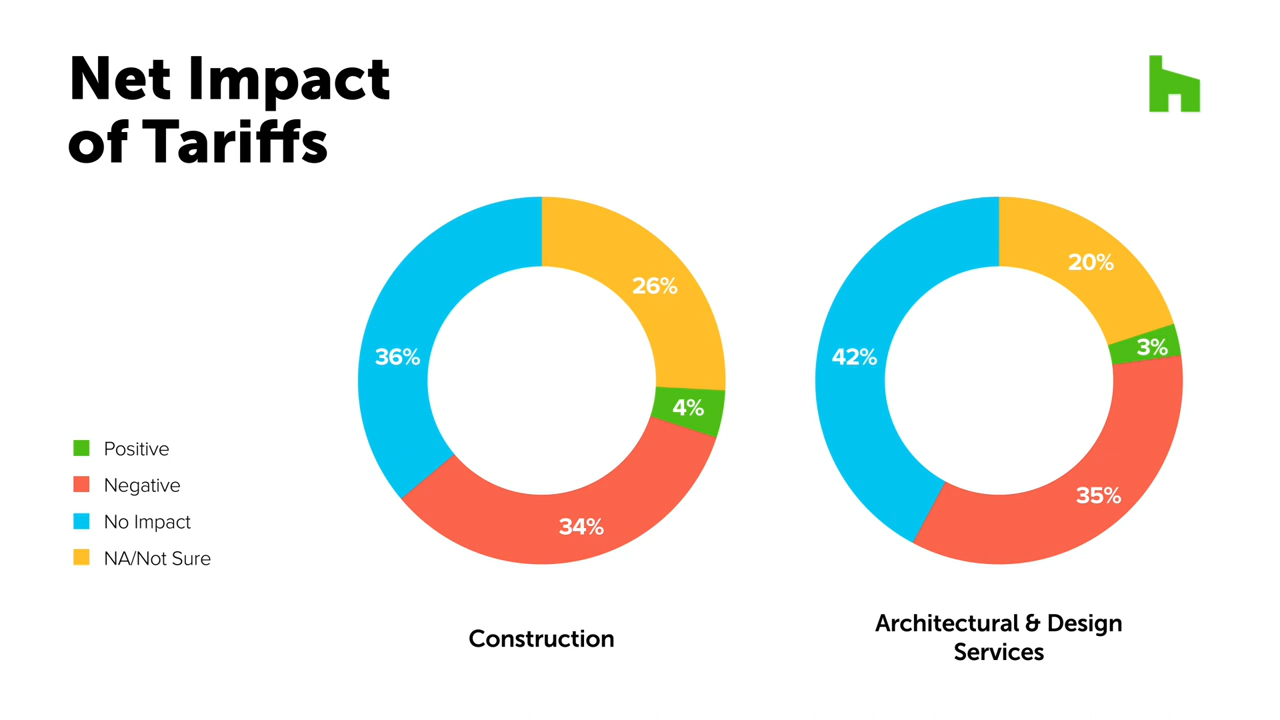 Net Impact
of Tariffs
26%
4%
34%
36%
20%
3%
35%
42%
Positive
Negative
No Impact
NA/Not Sure
Construction
Architectural & Design
Services